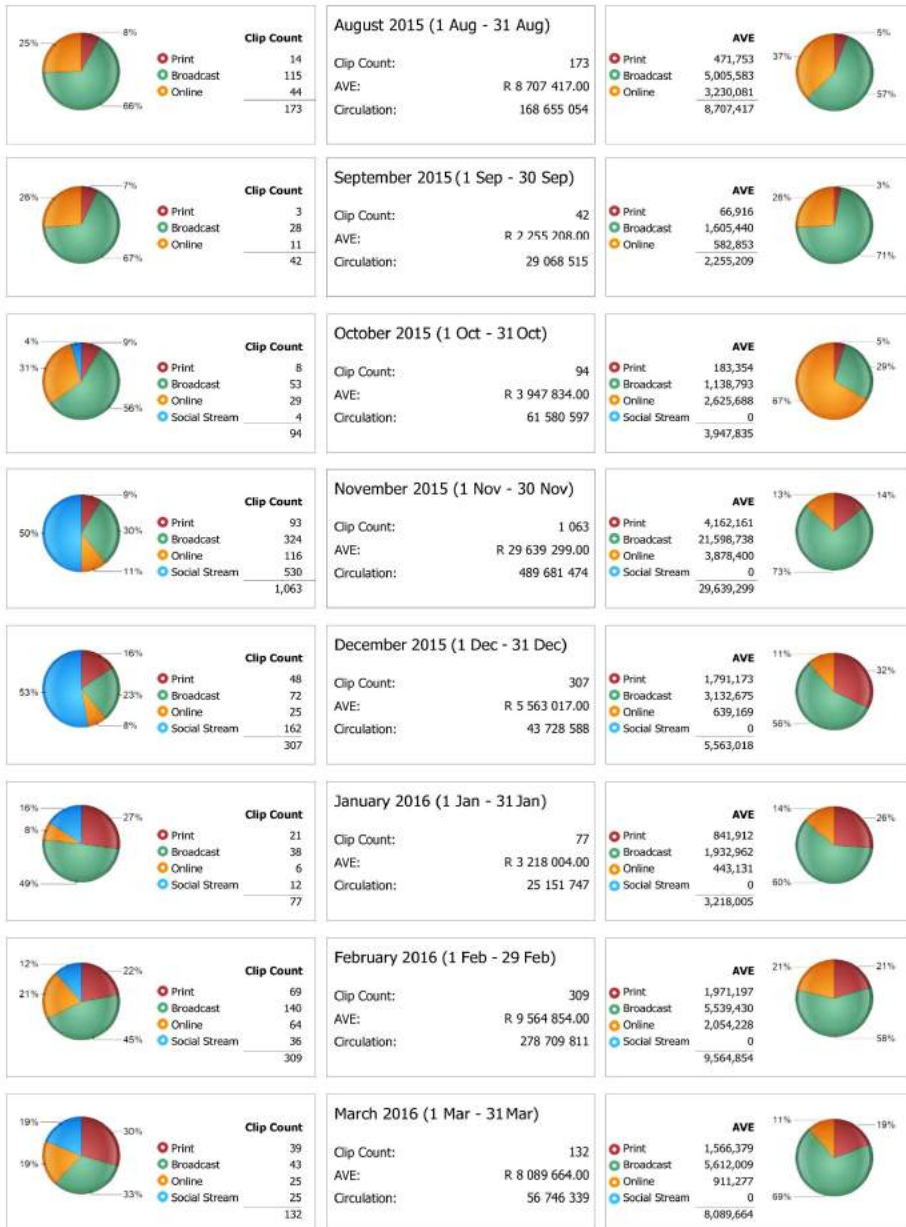 8%
25%
66%
Clip Count
Print 14
Broadcast 115
Online 44
173
August 2015 (1 Aug - 31 Aug)
Clip Count: 173
AVE: R 8 707 417.00
Circulation: 168 655 054
AVE
Print 471,753
Broadcast 5,005,583
Online 3,230,081
8,707,417
5%
37%
57%
7%
26%
67%
Clip Count
Print 3
Broadcast 28
Online 11
42
September 2015 (1 Sep - 30 Sep)
Clip Count: 42
AVE: R 2 255 208.00
Circulation: 29 068 515
AVE
Print 66,916
Broadcast 1,605,440
Online 582,853
2,255,209
3%
26%
71%
4%
9%
31%
56%
Clip Count
Print 8
Broadcast 53
Online 29
Social Stream 4
94
October 2015 (1 Oct - 31 Oct)
Clip Count: 94
AVE: R 3 947 834.00
Circulation: 61 580 597
AVE
Print 183,354
Broadcast 1,138,793
Online 2,625,688
Social Stream 0
3,947,835
5%
29%
67%
9%
50%
30%
11%
Clip Count
Print 93
Broadcast 324
Online 116
Social Stream 530
1,063
November 2015 (1 Nov - 30 Nov)
Clip Count: 1 063
AVE: R 29 639 299.00
Circulation: 489 681 474
AVE
Print 4,162,161
Broadcast 21,598,738
Online 3,878,400
Social Stream 0
29,639,299
13%
14%
73%
16%
53%
23%
8%
Clip Count
Print 48
Broadcast 72
Online 25
Social Stream 162
307
December 2015 (1 Dec - 31 Dec)
Clip Count: 307
AVE: R 5 563 017.00
Circulation: 43 728 588
AVE
Print 1,791,173
Broadcast 3,132,675
Online 639,169
Social Stream 0
5,563,018
11%
32%
56%
16%
27%
8%
49%
Clip Count
Print 21
Broadcast 38
Online 6
Social Stream 12
77
January 2016 (1 Jan - 31 Jan)
Clip Count: 77
AVE: R 3 218 004.00
Circulation: 25 151 747
AVE
Print 841,912
Broadcast 1,932,962
Online 443,131
Social Stream 0
3,218,005
14%
26%
60%
12%
22%
21%
45%
Clip Count
Print 69
Broadcast 140
Online 64
Social Stream 36
309
February 2016 (1 Feb - 29 Feb)
Clip Count: 309
AVE: R 9 564 854.00
Circulation: 278 709 811
AVE
Print 1,971,197
Broadcast 5,539,430
Online 2,054,228
Social Stream 0
9,564,854
21%
21%
58%
19%
30%
19%
33%
Clip Count
Print 39
Broadcast 43
Online 25
Social Stream 25
132
March 2016 (1 Mar - 31 Mar)
Clip Count: 132
AVE: R 8 089 664.00
Circulation: 56 746 339
AVE
Print 1,566,379
Broadcast 5,612,009
Online 911,277
Social Stream 0
8,089,664
11%
19%
69%